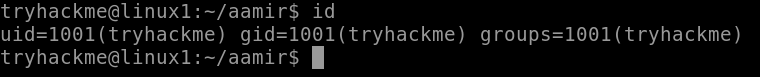 tryhackme@linux1:~/aamir$ id
uid=1001(tryhackme) gid=1001(tryhackme) groups=1001(tryhackme)
tryhackme@linux1:~/aamir$